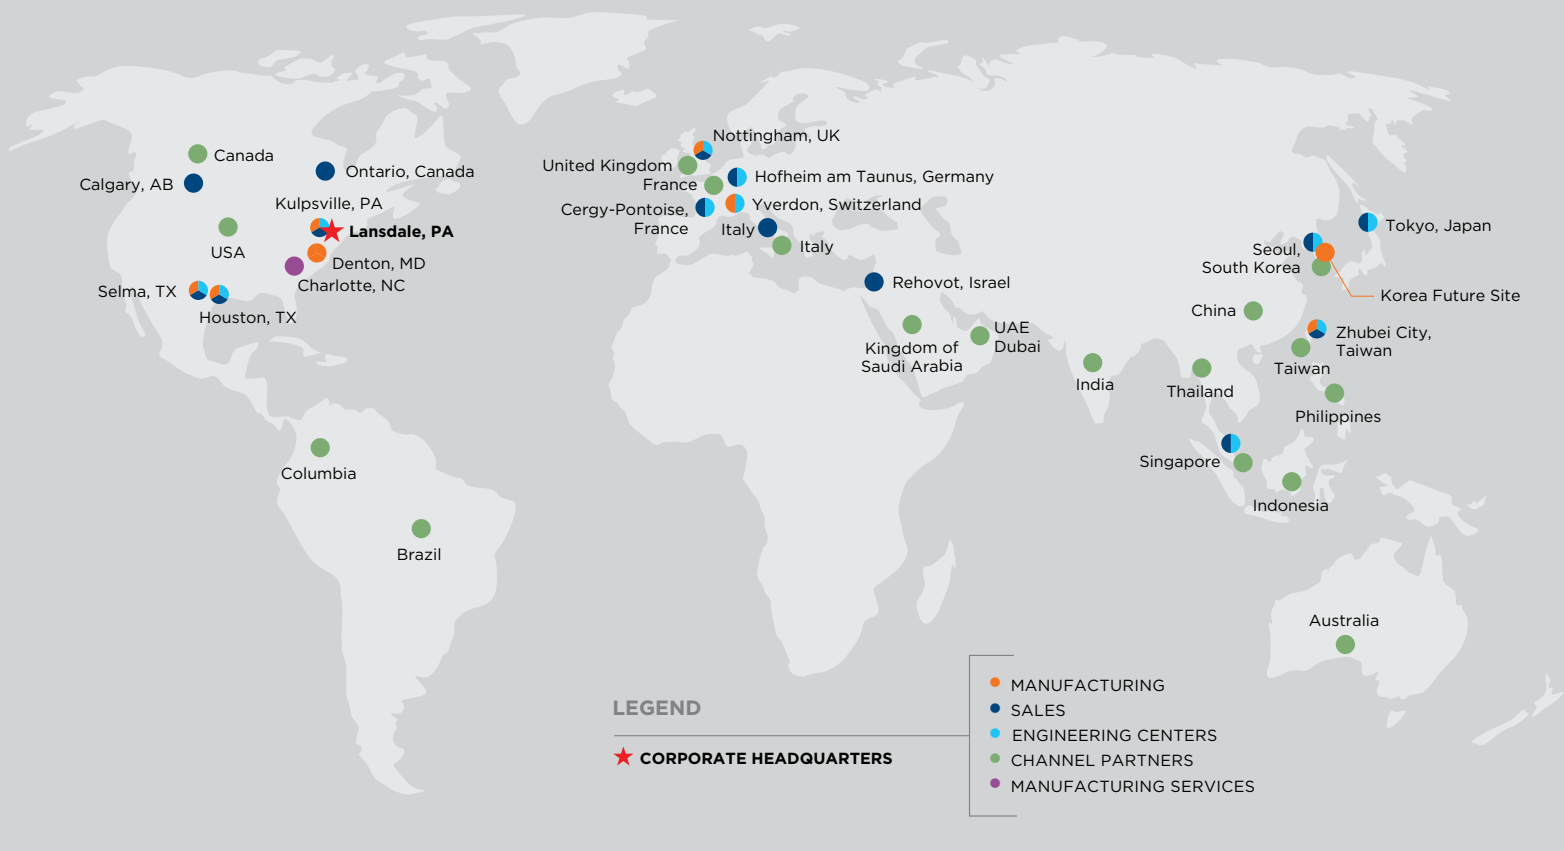 Nottingham, UK
Canada
United Kingdom
Ontario, Canada
Hofheim am Taunus, Germany
Calgary, AB
France
Kulpsville, PA
Yverdon, Switzerland
Cergy-Pontoise,
France
Lansdale, PA
Italy
Italy
Tokyo, Japan
USA
Seoul,
South Korea
Denton, MD
Charlotte, NC
Rehovot, Israel
Selma, TX
Korea Future Site
Houston, TX
China
UAE
Dubai
Zhubei City,
Taiwan
Kingdom of
Saudi Arabia
Taiwan
India
Thailand
Philippines
Singapore
Columbia
Indonesia
Brazil
Australia
LEGEND
CORPORATE HEADQUARTERS
MANUFACTURING
SALES
ENGINEERING CENTERS
CHANNEL PARTNERS
MANUFACTURING SERVICES